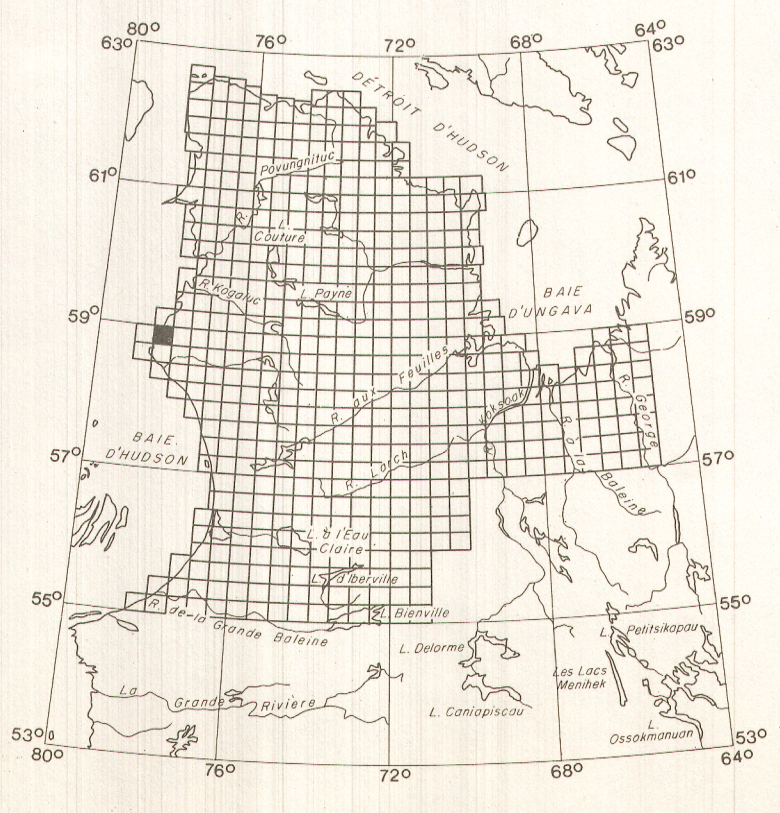 80° 76° 72° 68° 64°
63° 63°
DÉTROIT D'HUDSON
Povungnituc
61° 61°
R.
L.
Couture
R. Kogaluc
L. Payne
BAIE
D'UNGAVA
59° 59°
R. aux Feuilles
Koksoak
R.
R. à la
Baleine
R. George
BAIE.
D'HUDSON
57° 57°
R. Larch
L. à l'Eau
Claire
L. d'Iberville
L. Bienville
55° 55°
R. de-la Grande Baleine
L. Petitsikapau
L. Delorme
Les Lacs
Menihek
La Grande Rivière
L. Caniapiscau
L.
Ossokmanuan
53° 53°
80° 76° 72° 68° 64°